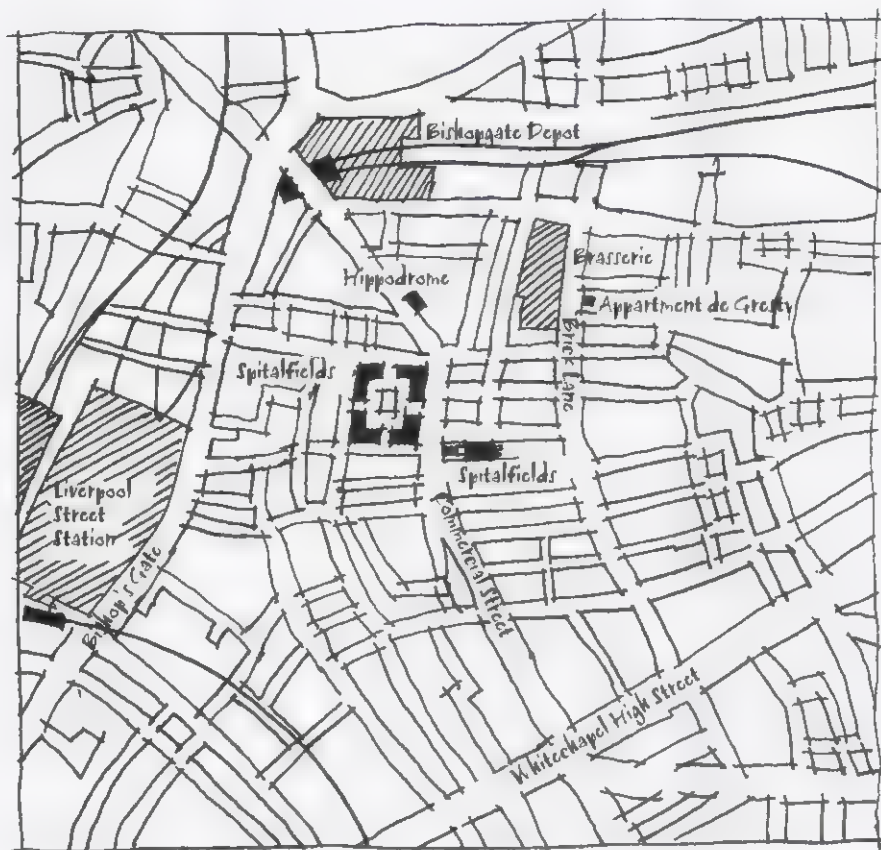 Bishopgate Depot
Brasserie
Hippodrome
Appartment de Gresty
Spitalfields
Brick Lane
Spitalfields
Liverpool
Street
Station
Commercial Street
Bishop's Gate
Whitechapel High Street